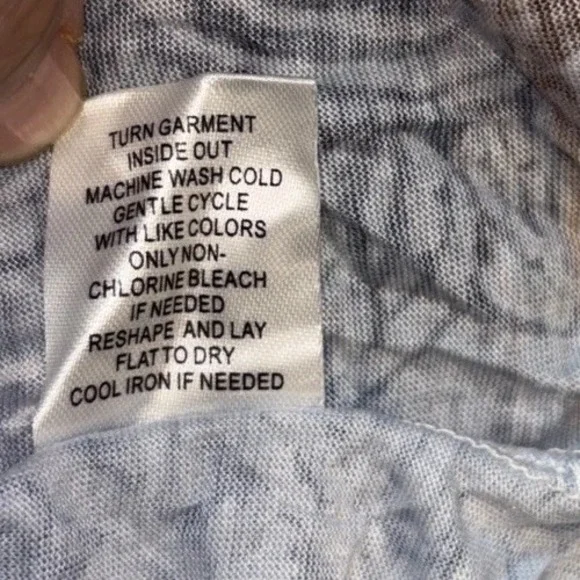 TURN GARMENT
INSIDE OUT
MACHINE WASH COLD
GENTLE CYCLE
WITH LIKE COLORS
ONLY NON-
CHLORINE BLEACH
IF NEEDED
RESHAPE AND LAY
FLAT TO DRY
COOL IRON IF NEEDED